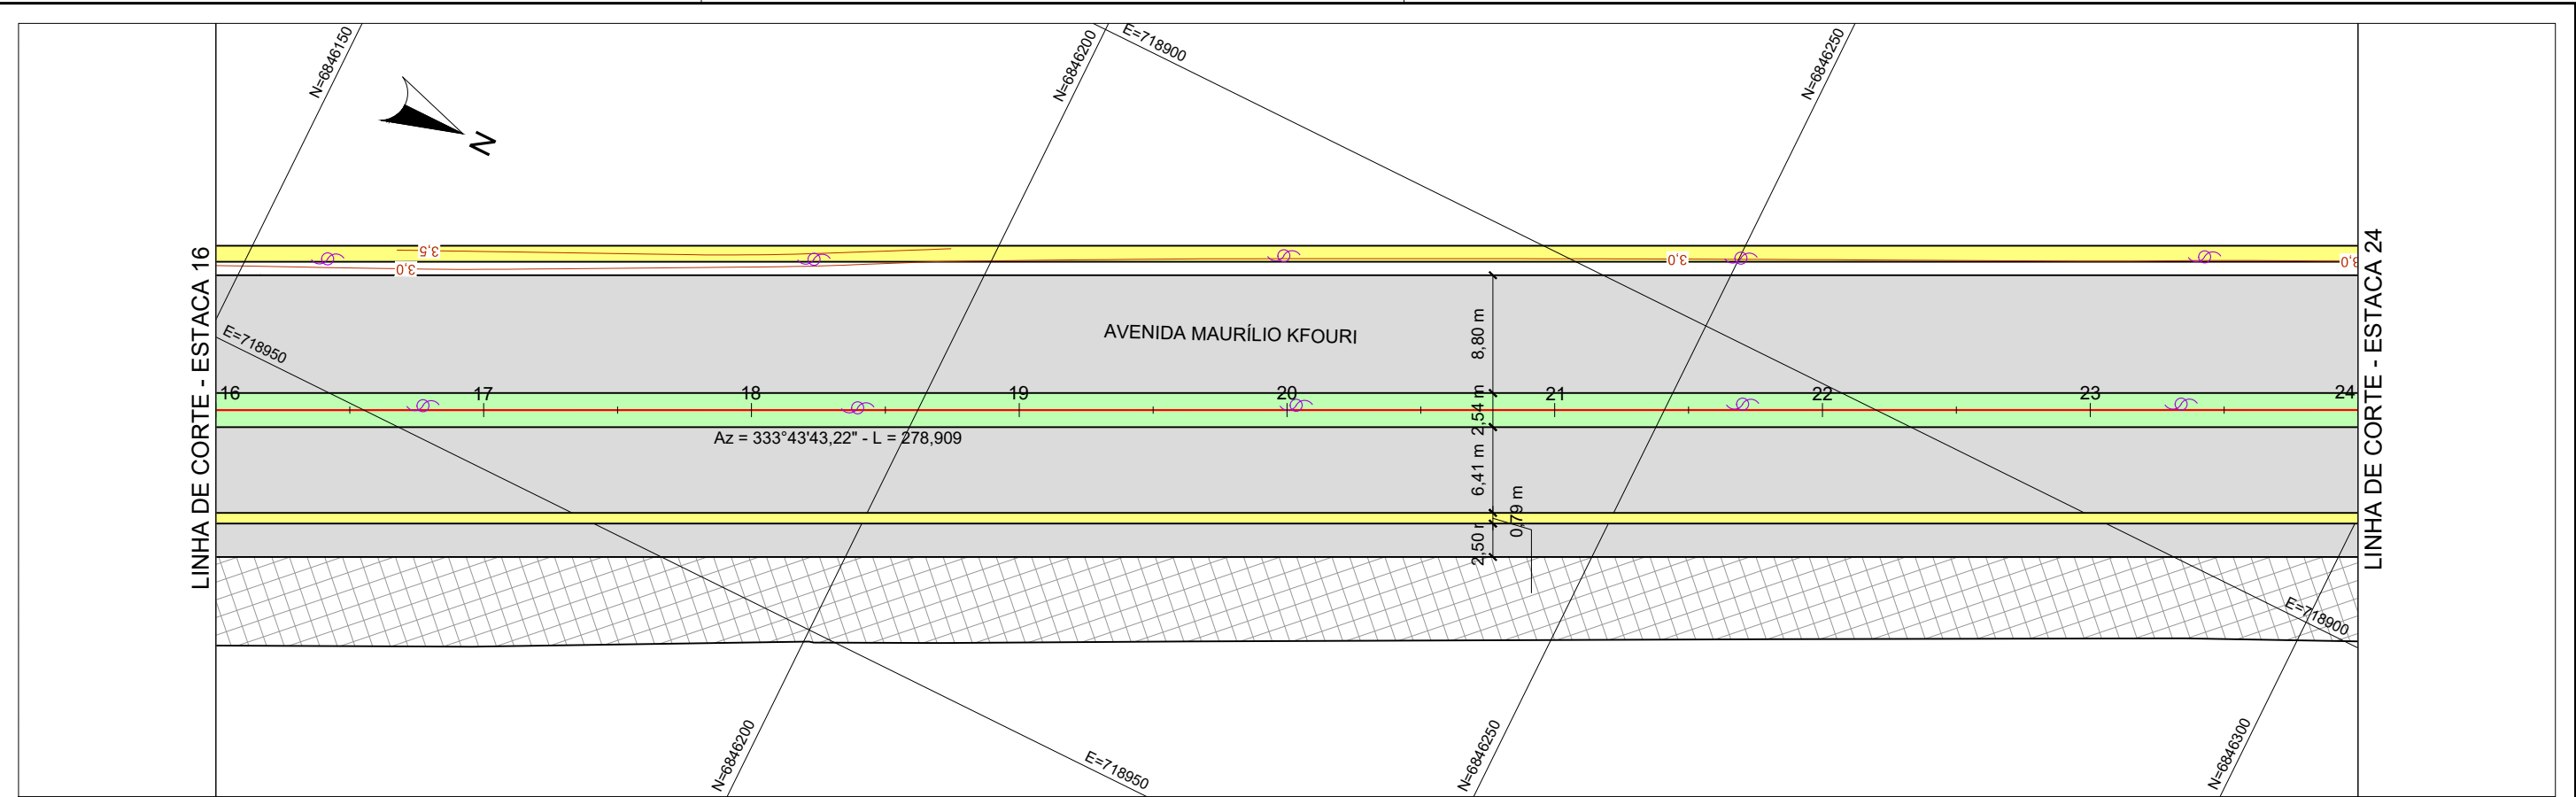 N=6846150
N=6846200
E=718900
N=6846250
N
3,5
3,0
3,0
3,0
LINHA DE CORTE - ESTACA 16
LINHA DE CORTE - ESTACA 24
E=718950
AVENIDA MAURÍLIO KFOURI
8,80 m
16
17
18
19
20
21
22
23
24
2,54 m
Az = 333°43'43,22" - L = 278,909
6,41 m
0,79 m
2,50 m
E=718900
N=6846200
E=718950
N=6846250
N=6846300